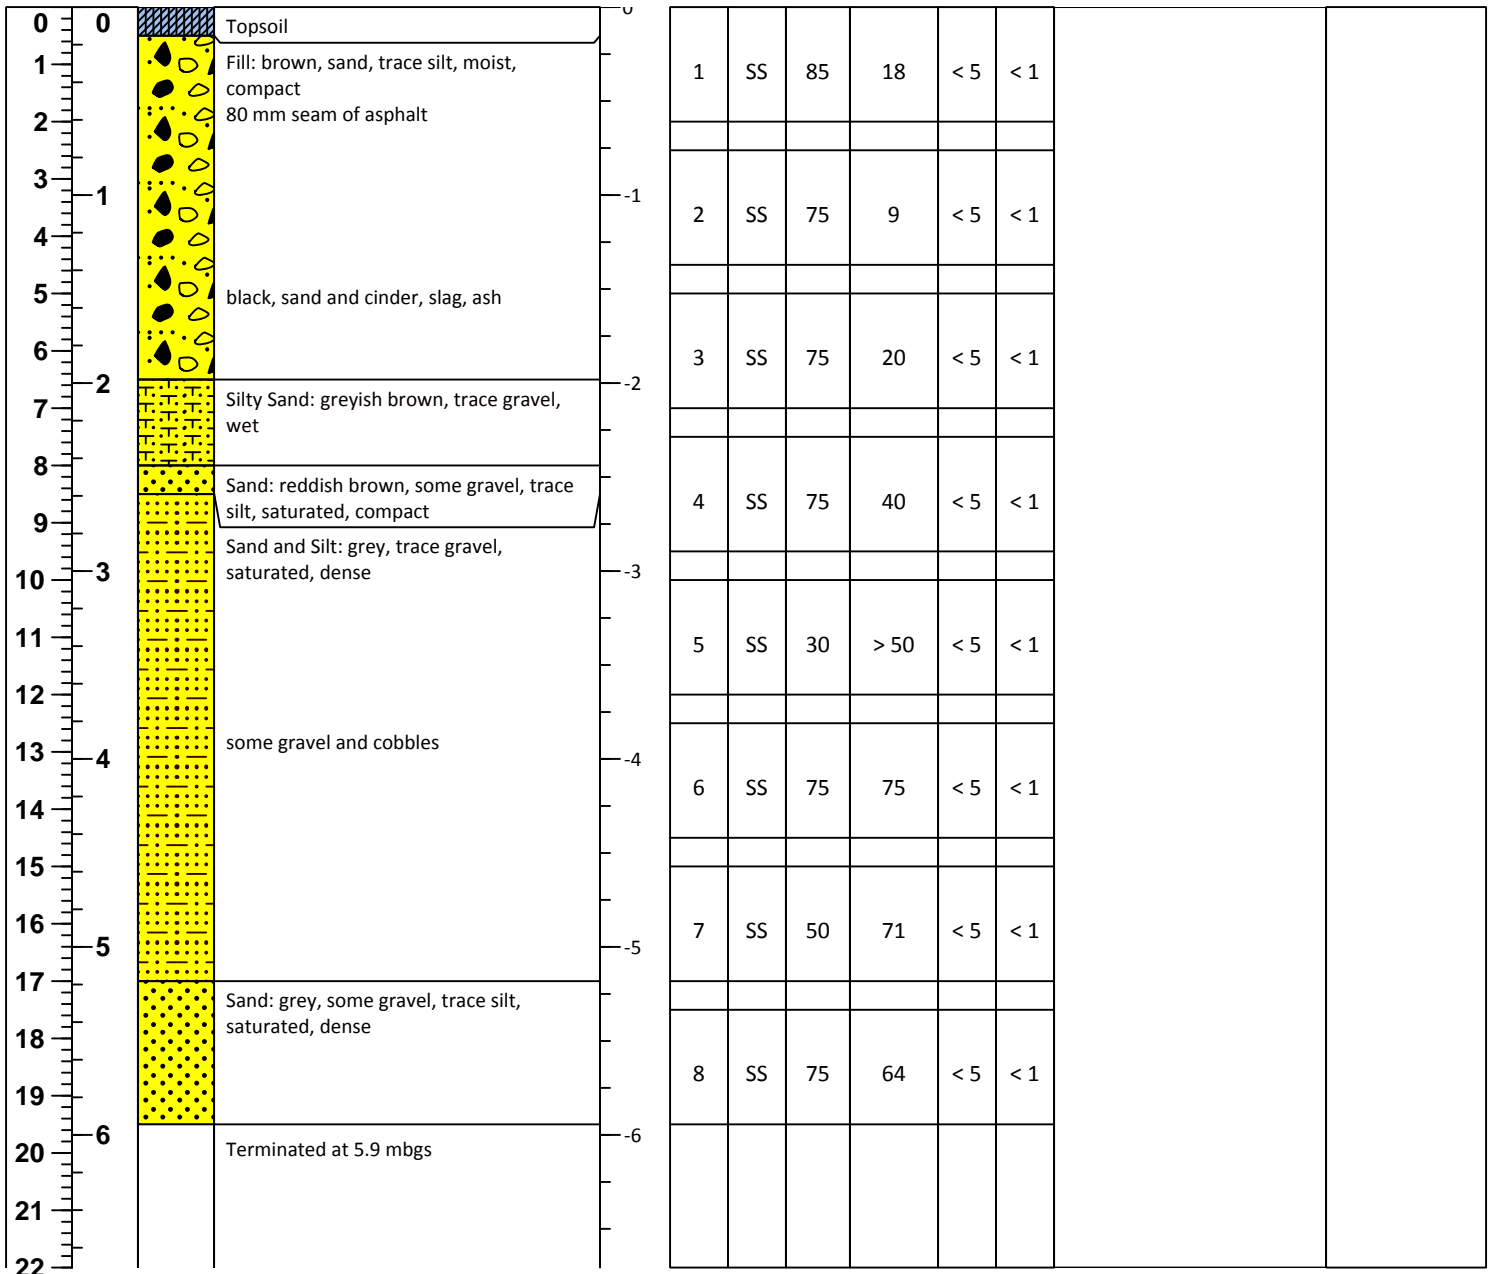 0 0 Topsoil 0
Fill: brown, sand, trace silt, moist,
1 1 SS 85 18 < 5 < 1
compact
80 mm seam of asphalt
2
3
1 -1
2 SS 75 9 < 5 < 1
4
5 black, sand and cinder, slag, ash
6 3 SS 75 20 < 5 < 1
2 -2
Silty Sand: greyish brown, trace gravel,
7
wet
8
Sand: reddish brown, some gravel, trace
4 SS 75 40 < 5 < 1
silt, saturated, compact
9
Sand and Silt: grey, trace gravel,
saturated, dense
10 3 -3
11 5 SS 30 > 50 < 5 < 1
12
some gravel and cobbles
13 4 -4
6 SS 75 75 < 5 < 1
14
15
16 7 SS 50 71 < 5 < 1
5 -5
17
Sand: grey, some gravel, trace silt,
saturated, dense
18
8 SS 75 64 < 5 < 1
19
6 -6
20 Terminated at 5.9 mbgs
21
22